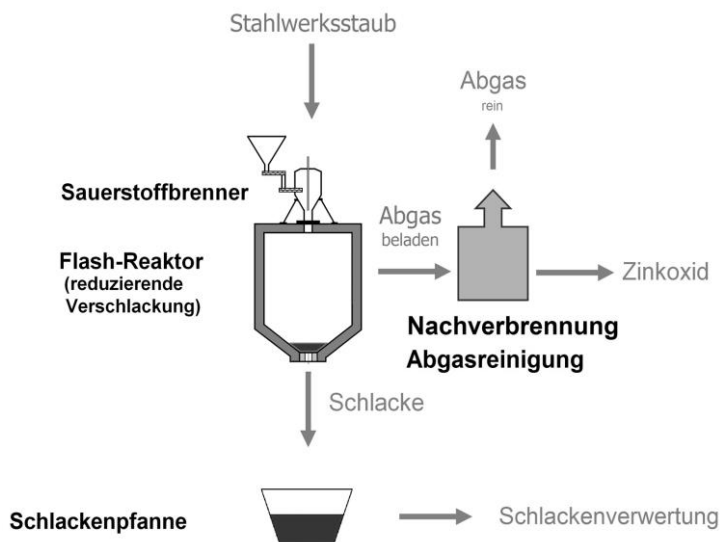 Stahlwerksstaub
Abgas
rein
Sauerstoffbrenner
Abgas
beladen
Flash-Reaktor
(reduzierende
Verschlackung)
Zinkoxid
Nachverbrennung
Abgasreinigung
Schlacke
Schlackenpfanne
Schlackenverwertung